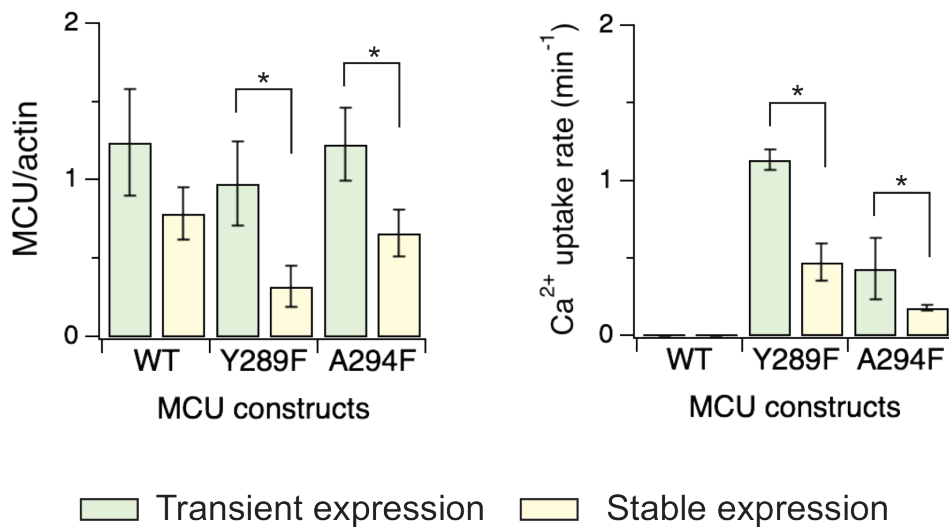 MCU/actin
2
1
0
*
*
WT Y289F A294F
MCU constructs
Ca²⁺ uptake rate (min⁻¹)
2
1
0
*
*
WT Y289F A294F
MCU constructs
Transient expression
Stable expression